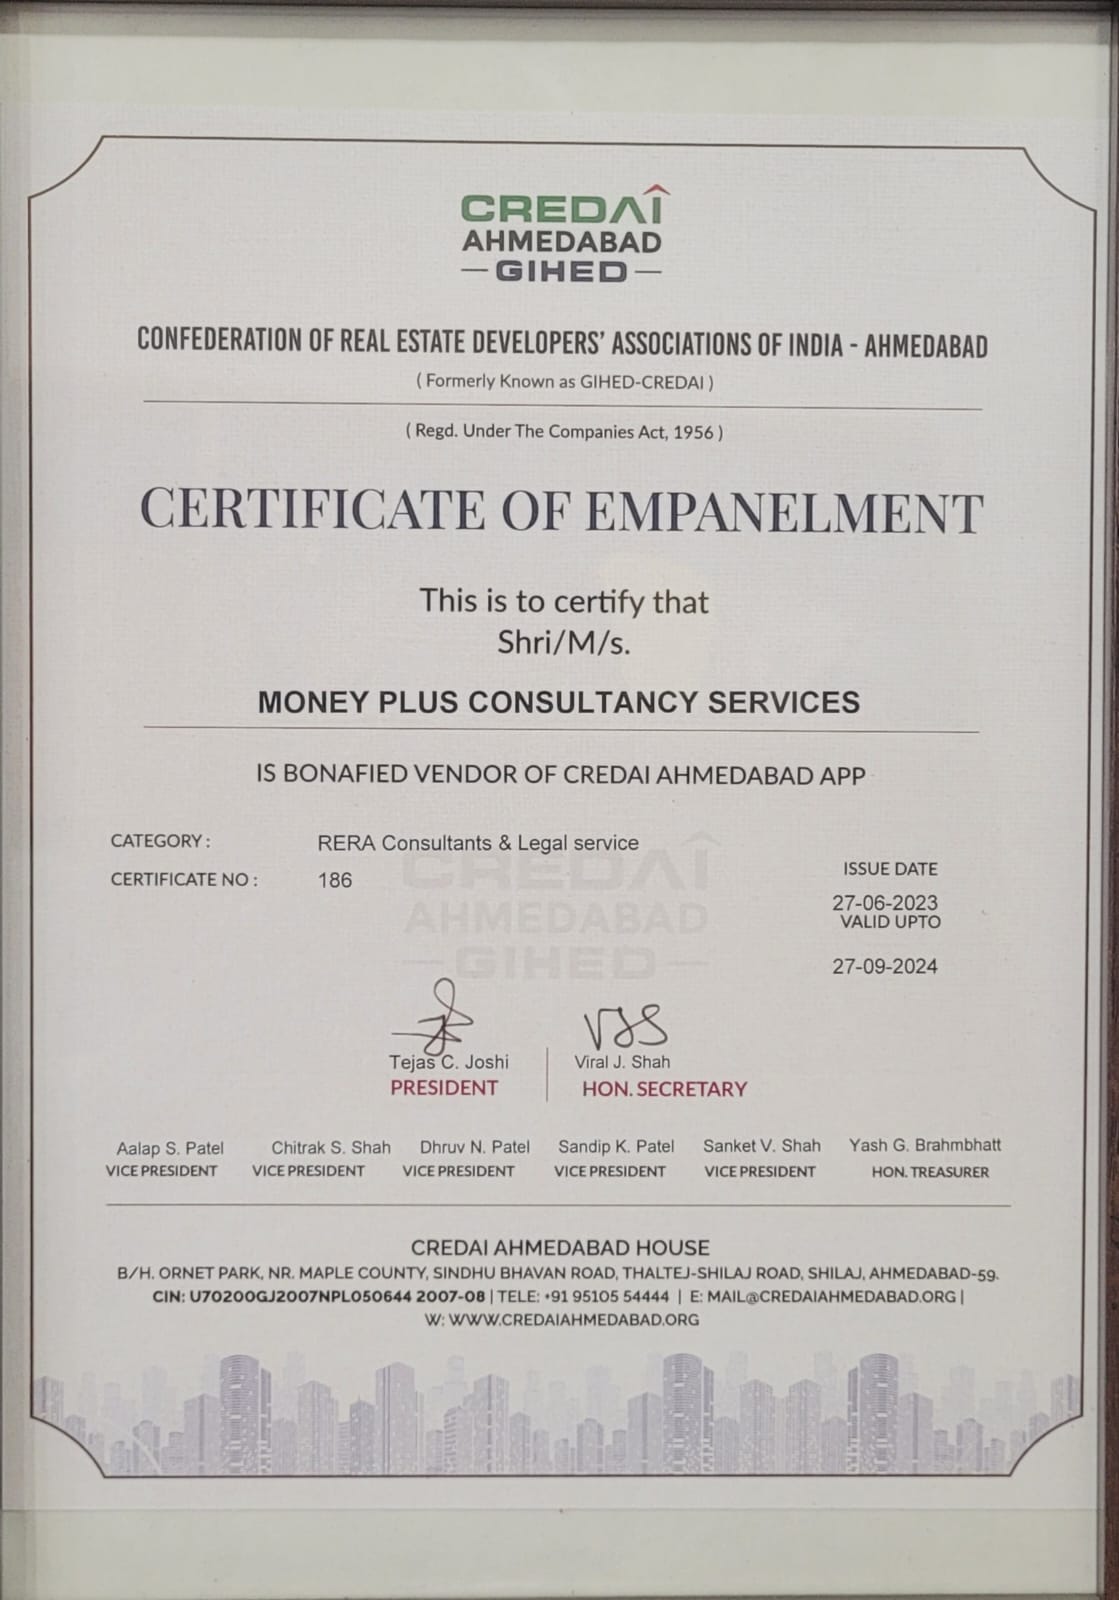 CREDAI
AHMEDABAD
GIHED
CONFEDERATION OF REAL ESTATE DEVELOPERS' ASSOCIATIONS OF INDIA - AHMEDABAD
( Formerly Known as GIHED-CREDAI )
( Regd. Under The Companies Act, 1956 )
CERTIFICATE OF EMPANELMENT
This is to certify that
Shri/M/s.
MONEY PLUS CONSULTANCY SERVICES
IS BONAFIED VENDOR OF CREDAI AHMEDABAD APP
CATEGORY : RERA Consultants & Legal service
CERTIFICATE NO : 186
CREDAI
AHMEDABAD
GIHED
ISSUE DATE
27-06-2023
VALID UPTO
27-09-2024
VJS
Tejas C. Joshi Viral J. Shah
PRESIDENT HON. SECRETARY
Aalap S. Patel Chitrak S. Shah Dhruv N. Patel Sandip K. Patel Sanket V. Shah Yash G. Brahmbhatt
VICE PRESIDENT VICE PRESIDENT VICE PRESIDENT VICE PRESIDENT VICE PRESIDENT HON. TREASURER
CREDAI AHMEDABAD HOUSE
B/H. ORNET PARK, NR. MAPLE COUNTY, SINDHU BHAVAN ROAD, THALTEJ-SHILAJ ROAD, SHILAJ, AHMEDABAD-59.
CIN: U70200GJ2007NPL050644 2007-08 | TELE: +91 95105 54444 | E: MAIL@CREDAIAHMEDABAD.ORG |
W: WWW.CREDAIAHMEDABAD.ORG